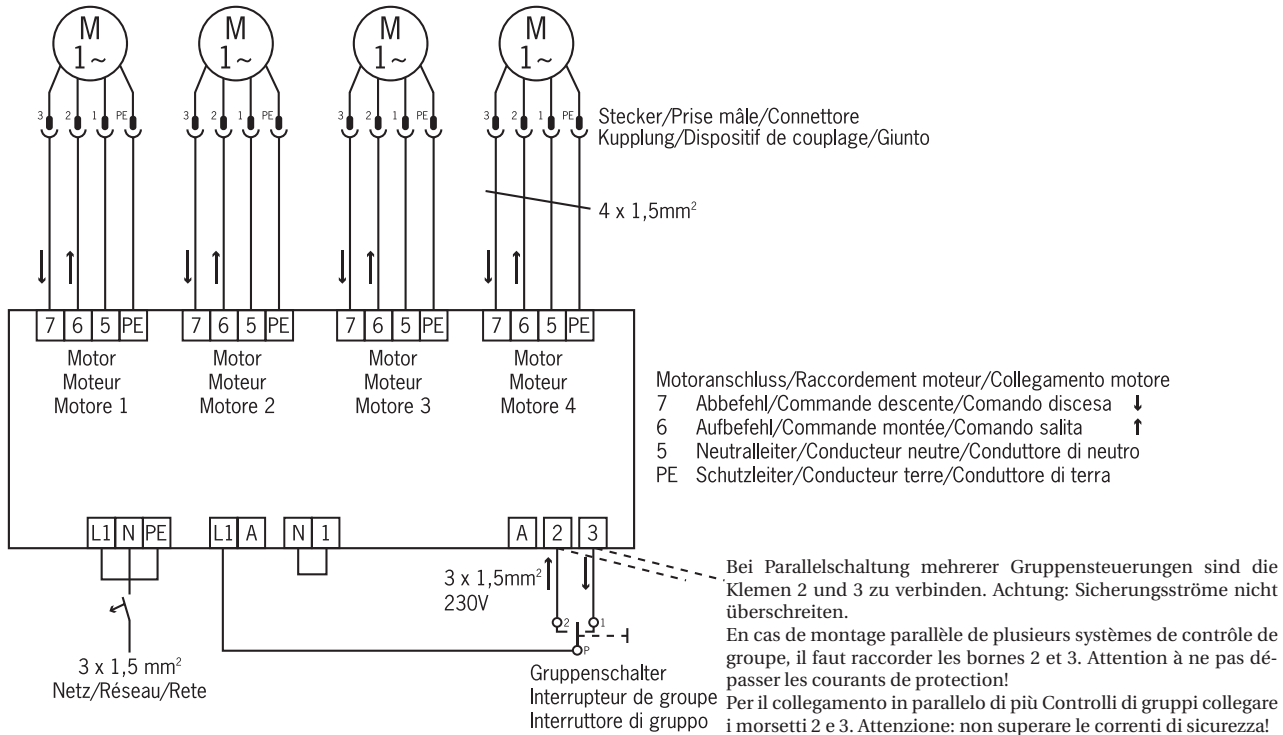 M M M M
1~ 1~ 1~ 1~
3 2 1 PE 3 2 1 PE 3 2 1 PE 3 2 1 PE
Stecker/Prise mâle/Connettore
Kupplung/Dispositif de couplage/Giunto
4 x 1,5mm²
7 6 5 PE 7 6 5 PE 7 6 5 PE 7 6 5 PE
Motor
Moteur
Motore 1
Motor
Moteur
Motore 2
Motor
Moteur
Motore 3
Motor
Moteur
Motore 4
Motoranschluss/Raccordement moteur/Collegamento motore
7 Abbefehl/Commande descente/Comando discesa ↓
6 Aufbefehl/Commande montée/Comando salita ↑
5 Neutralleiter/Conducteur neutre/Conduttore di neutro
PE Schutzleiter/Conducteur terre/Conduttore di terra
L1 N PE L1 A N 1 A 2 3
3 x 1,5mm²
230V
2 1
P
3 x 1,5 mm²
Netz/Réseau/Rete
Gruppenschalter
Interrupteur de groupe
Interruttore di gruppo
Bei Parallelschaltung mehrerer Gruppensteuerungen sind die
Klemen 2 und 3 zu verbinden. Achtung: Sicherungsströme nicht
überschreiten.
En cas de montage parallèle de plusieurs systèmes de contrôle de
groupe, il faut raccorder les bornes 2 et 3. Attention à ne pas dé-
passer les courants de protection!
Per il collegamento in parallelo di più Controlli di gruppi collegare
i morsetti 2 e 3. Attenzione: non superare le correnti di sicurezza!